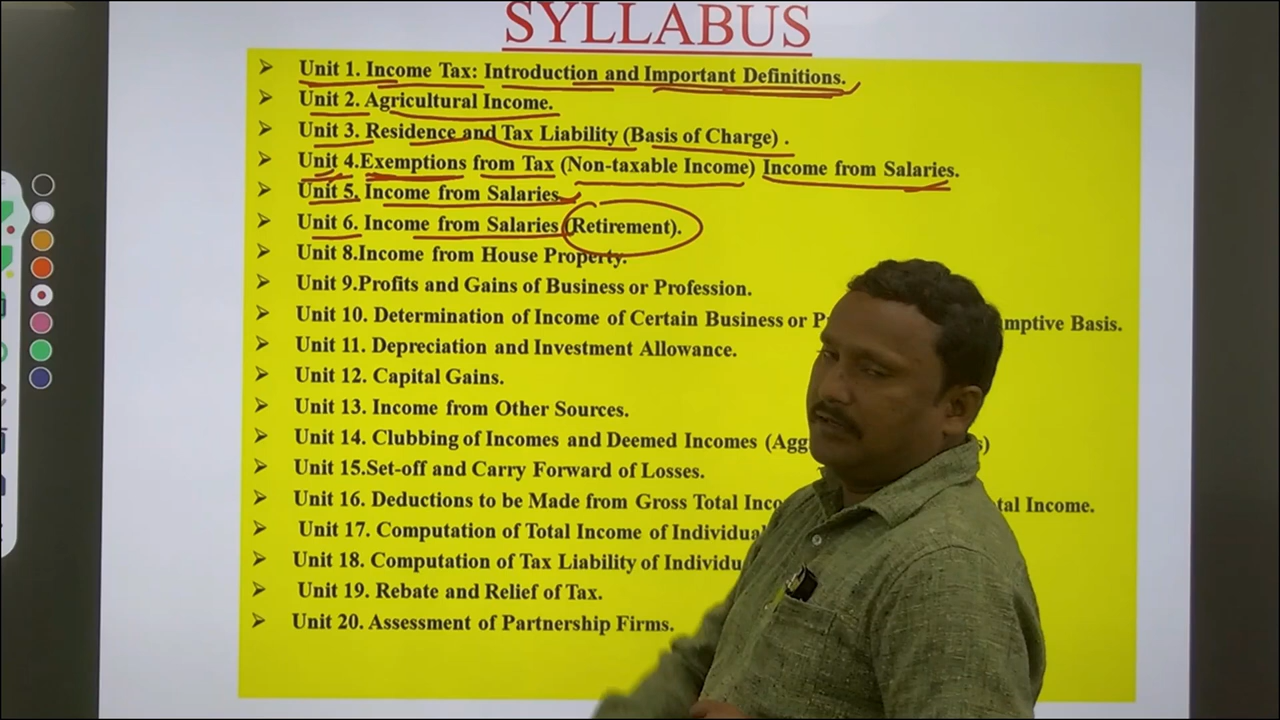 SYLLABUS
➢ Unit 1. Income Tax: Introduction and Important Definitions.
➢ Unit 2. Agricultural Income.
➢ Unit 3. Residence and Tax Liability (Basis of Charge) .
➢ Unit 4.Exemptions from Tax (Non-taxable Income) Income from Salaries.
➢ Unit 5. Income from Salaries.
➢ Unit 6. Income from Salaries (Retirement).
➢ Unit 8.Income from House Property.
➢ Unit 9.Profits and Gains of Business or Profession.
➢ Unit 10. Determination of Income of Certain Business or Basis.
➢ Unit 11. Depreciation and Investment Allowance.
➢ Unit 12. Capital Gains.
➢ Unit 13. Income from Other Sources.
➢ Unit 14. Clubbing of Incomes and Deemed Incomes
➢ Unit 15.Set-off and Carry Forward of Losses.
➢ Unit 16. Deductions to be Made from Gross Total Income.
➢ Unit 17. Computation of Total Income of
➢ Unit 18. Computation of Tax Liability of
➢ Unit 19. Rebate and Relief of Tax.
➢ Unit 20. Assessment of Partnership Firms.